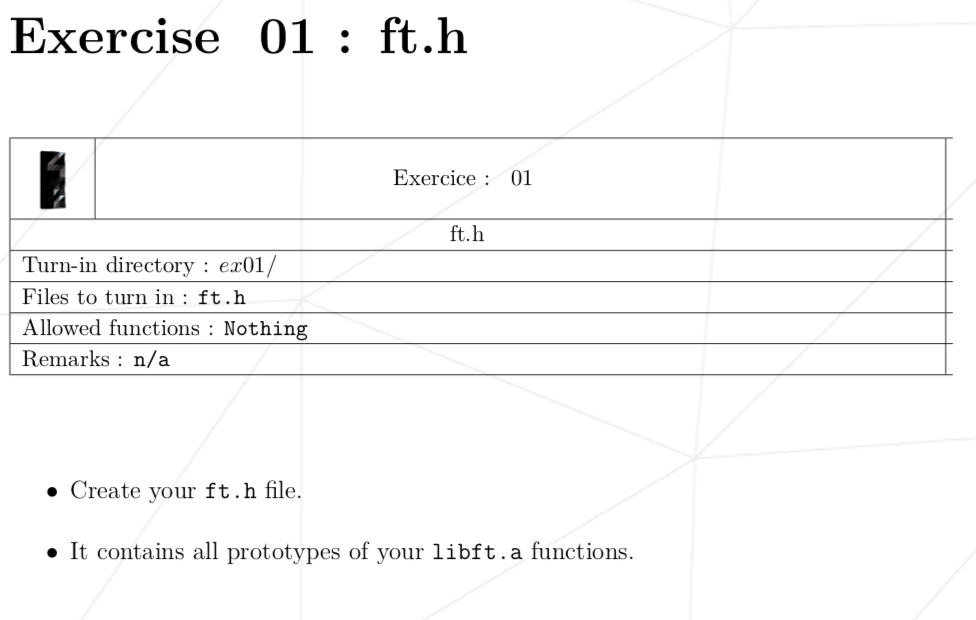 Exercise 01 : ft.h
Exercice : 01
ft.h
Turn-in directory : ex01/
Files to turn in : ft.h
Allowed functions : Nothing
Remarks : n/a
• Create your ft.h file.
• It contains all prototypes of your libft.a functions.